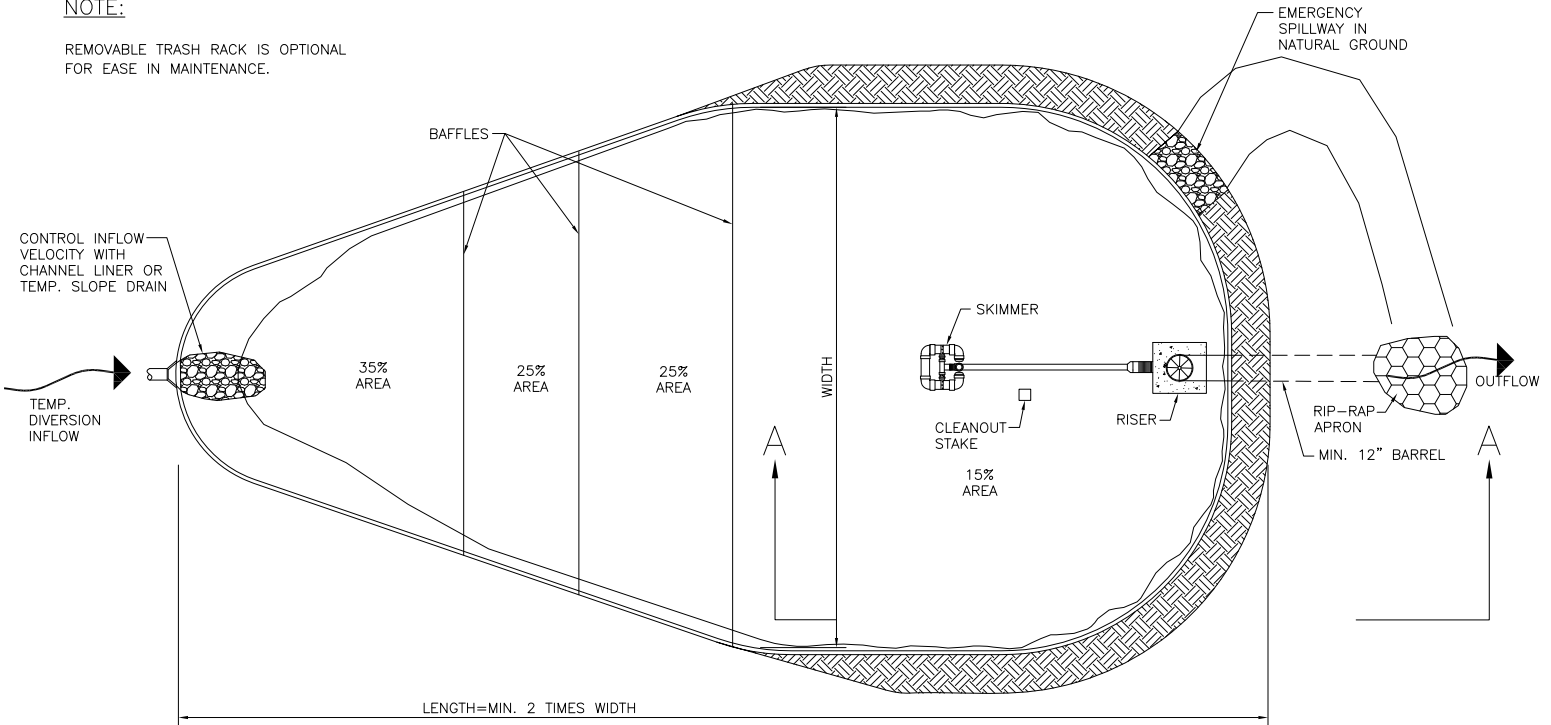 NOTE:
REMOVABLE TRASH RACK IS OPTIONAL
FOR EASE IN MAINTENANCE.
EMERGENCY
SPILLWAY IN
NATURAL GROUND
BAFFLES
CONTROL INFLOW
VELOCITY WITH
CHANNEL LINER OR
TEMP. SLOPE DRAIN
TEMP.
DIVERSION
INFLOW
35%
AREA
25%
AREA
25%
AREA
WIDTH
SKIMMER
CLEANOUT
STAKE
RISER
15%
AREA
OUTFLOW
RIP-RAP
APRON
MIN. 12" BARREL
A
A
LENGTH=MIN. 2 TIMES WIDTH